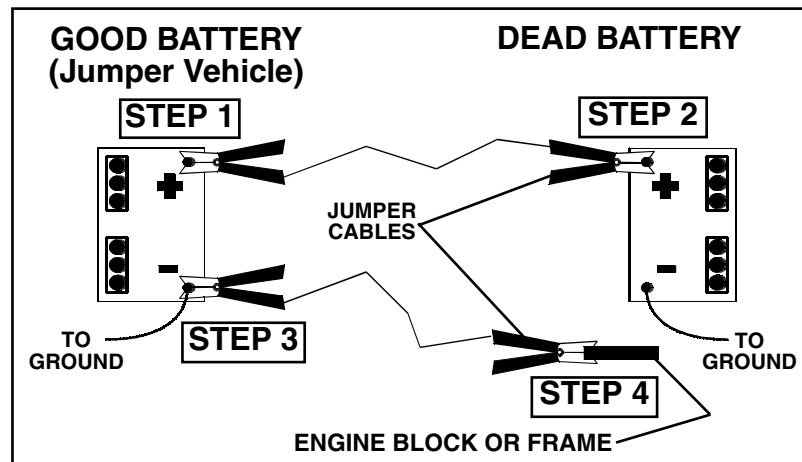 GOOD BATTERY
(Jumper Vehicle)
DEAD BATTERY
STEP 1
STEP 2
+
+
JUMPER
CABLES
-
-
TO
GROUND
STEP 3
TO
GROUND
STEP 4
ENGINE BLOCK OR FRAME